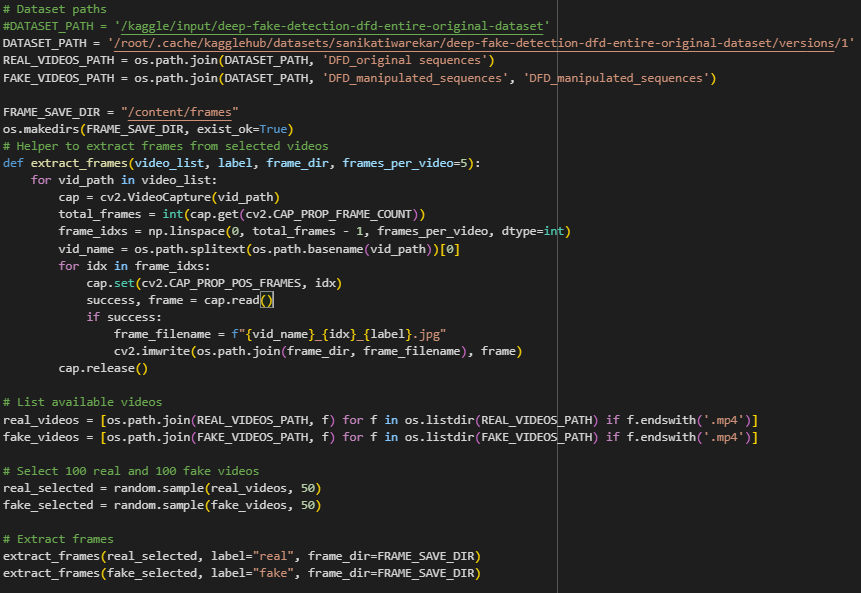 # Dataset paths
#DATASET_PATH = '/kaggle/input/deep-fake-detection-dfd-entire-original-dataset'
DATASET_PATH = '/root/.cache/kagglehub/datasets/sanikatiwarekar/deep-fake-detection-dfd-entire-original-dataset/versions/1'
REAL_VIDEOS_PATH = os.path.join(DATASET_PATH, 'DFD_original sequences')
FAKE_VIDEOS_PATH = os.path.join(DATASET_PATH, 'DFD_manipulated_sequences', 'DFD_manipulated_sequences')

FRAME_SAVE_DIR = "/content/frames"
os.makedirs(FRAME_SAVE_DIR, exist_ok=True)
# Helper to extract frames from selected videos
def extract_frames(video_list, label, frame_dir, frames_per_video=5):
    for vid_path in video_list:
        cap = cv2.VideoCapture(vid_path)
        total_frames = int(cap.get(cv2.CAP_PROP_FRAME_COUNT))
        frame_idxs = np.linspace(0, total_frames - 1, frames_per_video, dtype=int)
        vid_name = os.path.splitext(os.path.basename(vid_path))[0]
        for idx in frame_idxs:
            cap.set(cv2.CAP_PROP_POS_FRAMES, idx)
            success, frame = cap.read()
            if success:
                frame_filename = f"{vid_name}_{idx}_{label}.jpg"
                cv2.imwrite(os.path.join(frame_dir, frame_filename), frame)
        cap.release()

# List available videos
real_videos = [os.path.join(REAL_VIDEOS_PATH, f) for f in os.listdir(REAL_VIDEOS_PATH) if f.endswith('.mp4')]
fake_videos = [os.path.join(FAKE_VIDEOS_PATH, f) for f in os.listdir(FAKE_VIDEOS_PATH) if f.endswith('.mp4')]

# Select 100 real and 100 fake videos
real_selected = random.sample(real_videos, 50)
fake_selected = random.sample(fake_videos, 50)

# Extract frames
extract_frames(real_selected, label="real", frame_dir=FRAME_SAVE_DIR)
extract_frames(fake_selected, label="fake", frame_dir=FRAME_SAVE_DIR)